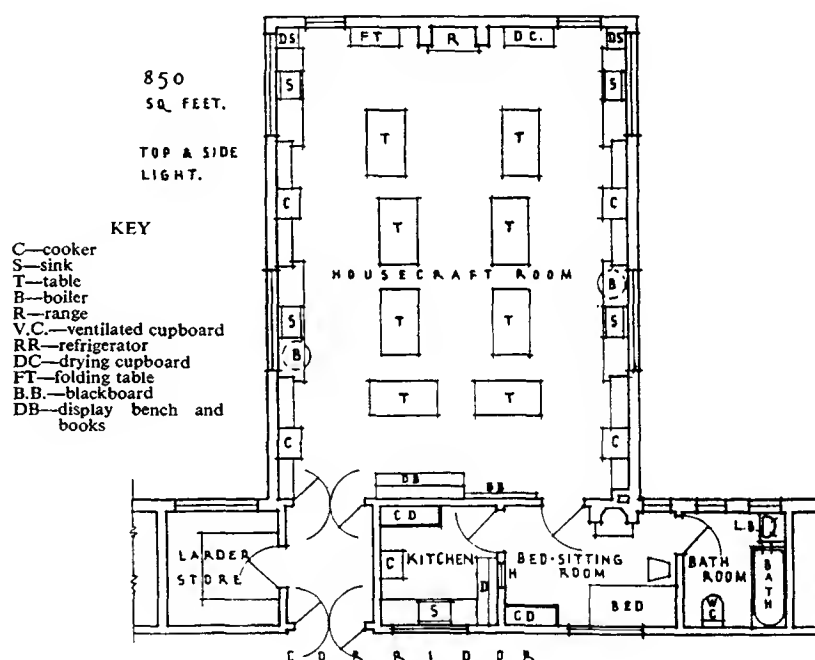 850
SQ FEET.
TOP & SIDE
LIGHT.
KEY
C—cooker
S—sink
T—table
B—boiler
R—range
V.C.—ventilated cupboard
RR—refrigerator
DC—drying cupboard
FT—folding table
B.B.—blackboard
DB—display bench and
books
DS
FT
R
D.C.
DS
S
S
T
T
C
C
T
T
HOUSECRAFT ROOM
B
S
T
T
S
B
T
T
C
C
DB
BB
CD
L.B.
LARDER
STORE
C
KITCHEN
D
H
BED-SITTING
ROOM
BATH
ROOM
BATH
S
CD
BED
WC
CORRIDOR